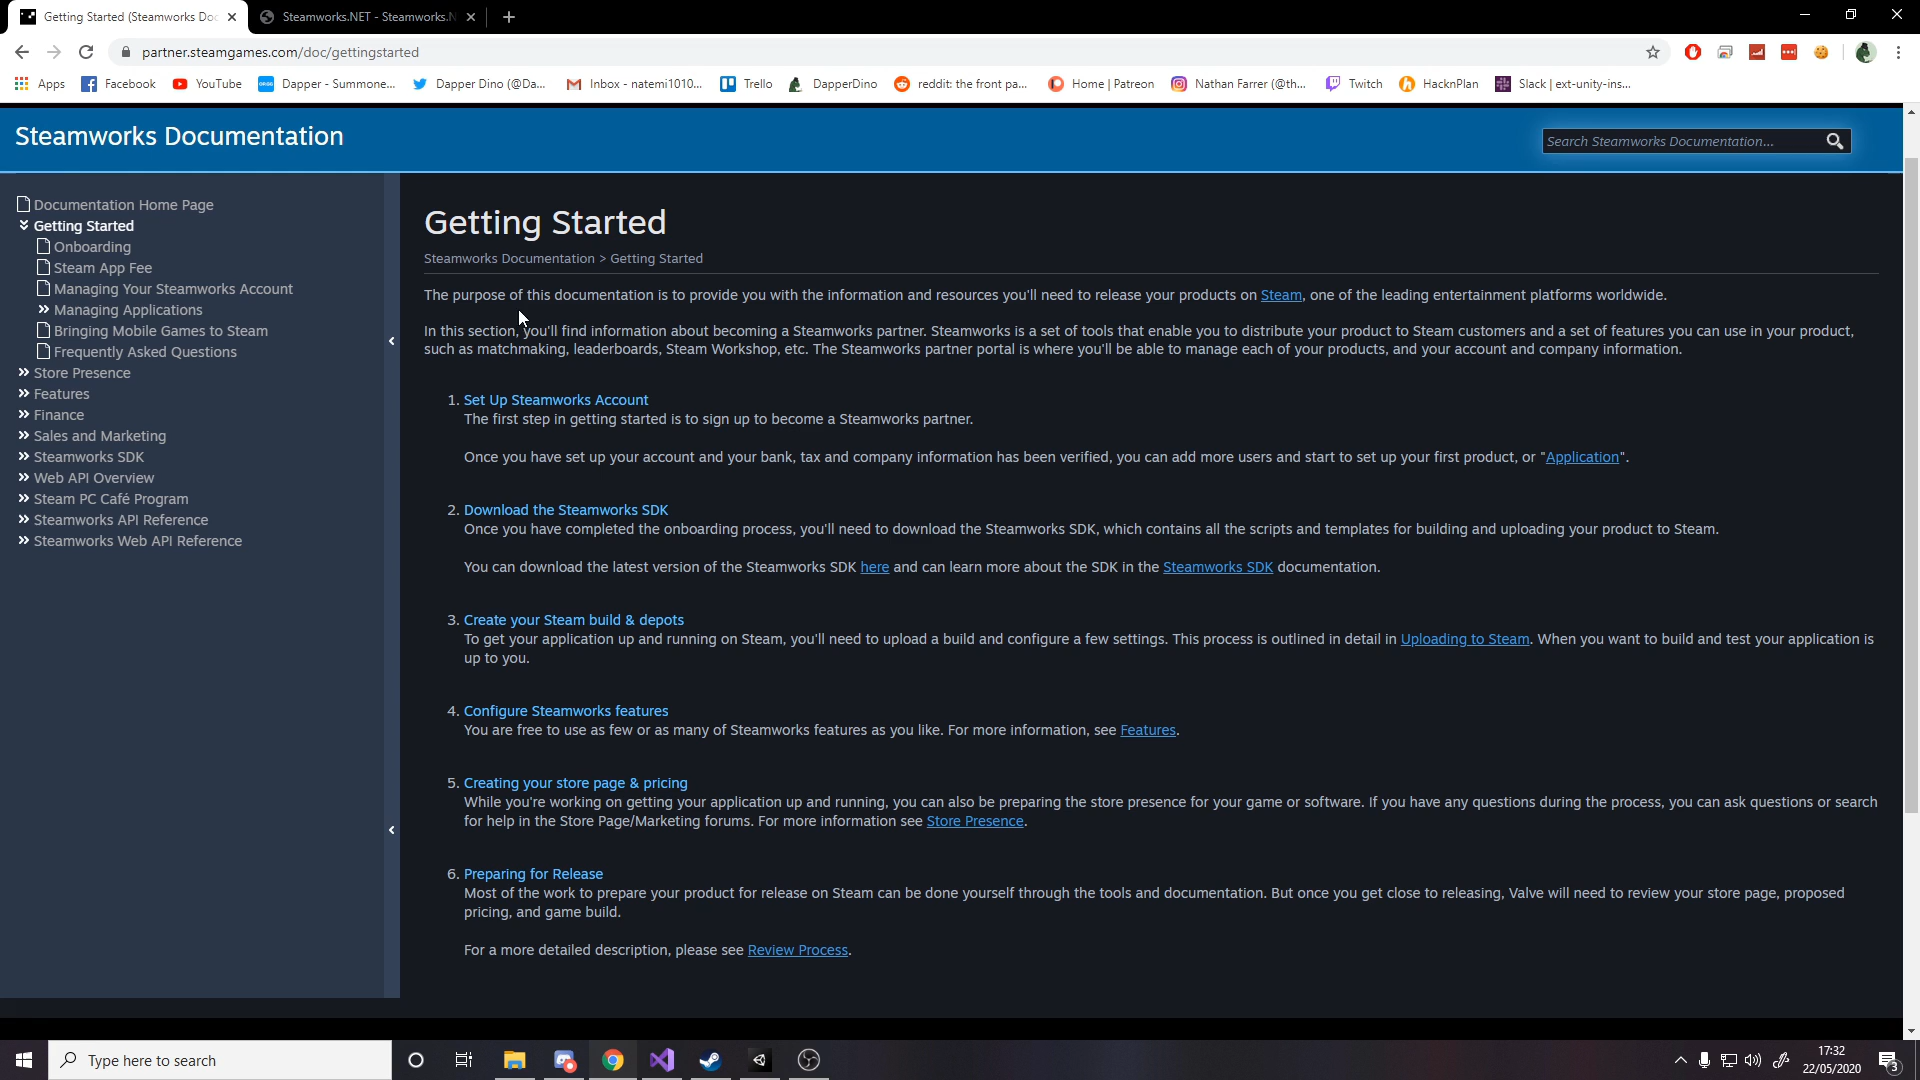 Getting Started (Steamworks Doc
Steamworks.NET - Steamworks.N
partner.steamgames.com/doc/gettingstarted
Apps
Facebook
YouTube
Dapper - Summone...
Dapper Dino (@Da...
Inbox - natemi1010...
Trello
DapperDino
reddit: the front pa...
Home | Patreon
Nathan Farrer (@th...
Twitch
HacknPlan
Slack | ext-unity-ins...
Steamworks Documentation
Search Steamworks Documentation...
Documentation Home Page
Getting Started
Onboarding
Steam App Fee
Managing Your Steamworks Account
Managing Applications
Bringing Mobile Games to Steam
Frequently Asked Questions
Store Presence
Features
Finance
Sales and Marketing
Steamworks SDK
Web API Overview
Steam PC Café Program
Steamworks API Reference
Steamworks Web API Reference
Getting Started
Steamworks Documentation > Getting Started
The purpose of this documentation is to provide you with the information and resources you'll need to release your products on Steam, one of the leading entertainment platforms worldwide.
In this section, you'll find information about becoming a Steamworks partner. Steamworks is a set of tools that enable you to distribute your product to Steam customers and a set of features you can use in your product,
such as matchmaking, leaderboards, Steam Workshop, etc. The Steamworks partner portal is where you'll be able to manage each of your products, and your account and company information.
1. Set Up Steamworks Account
The first step in getting started is to sign up to become a Steamworks partner.
Once you have set up your account and your bank, tax and company information has been verified, you can add more users and start to set up your first product, or "Application".
2. Download the Steamworks SDK
Once you have completed the onboarding process, you'll need to download the Steamworks SDK, which contains all the scripts and templates for building and uploading your product to Steam.
You can download the latest version of the Steamworks SDK here and can learn more about the SDK in the Steamworks SDK documentation.
3. Create your Steam build & depots
To get your application up and running on Steam, you'll need to upload a build and configure a few settings. This process is outlined in detail in Uploading to Steam. When you want to build and test your application is
up to you.
4. Configure Steamworks features
You are free to use as few or as many of Steamworks features as you like. For more information, see Features.
5. Creating your store page & pricing
While you're working on getting your application up and running, you can also be preparing the store presence for your game or software. If you have any questions during the process, you can ask questions or search
for help in the Store Page/Marketing forums. For more information see Store Presence.
6. Preparing for Release
Most of the work to prepare your product for release on Steam can be done yourself through the tools and documentation. But once you get close to releasing, Valve will need to review your store page, proposed
pricing, and game build.
For a more detailed description, please see Review Process.
Type here to search
17:32
22/05/2020
3